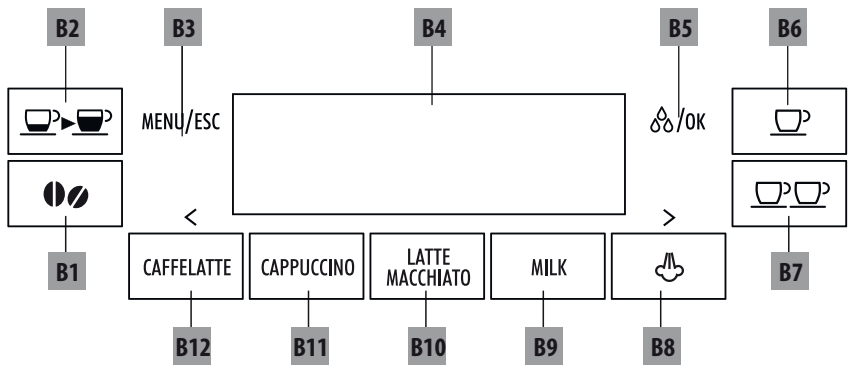 B2 B3 B4 B5 B6
MENU/ESC /OK
< >
CAFFELATTE CAPPUCCINO LATTE MACCHIATO MILK
B1 B7
B12 B11 B10 B9 B8